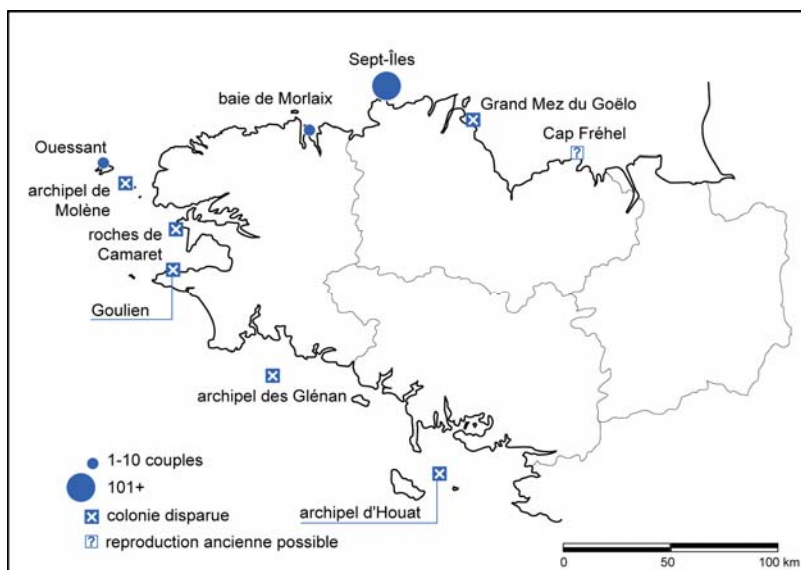 Sept-Îles
baie de Morlaix
Grand Mez du Goëlo
Cap Fréhel
?
Ouessant
archipel de
Molène
roches de
Camaret
Goulien
archipel des Glénan
archipel d'Houat
1-10 couples
101+
colonie disparue
? reproduction ancienne possible
0 50 100 km